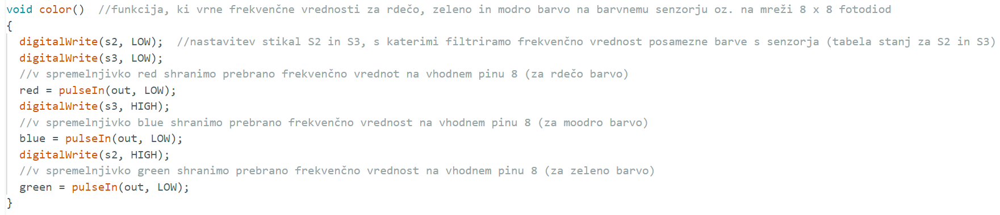 void color()  //funkcija, ki vrne frekvenčne vrednosti za rdečo, zeleno in modro barvo na barvnemu senzorju oz. na mreži 8 x 8 fotodiod
{
  digitalWrite(s2, LOW);  //nastavitev stikal S2 in S3, s katerimi filtriramo frekvenčno vrednost posamezne barve s senzorja (tabela stanj za S2 in S3)
  digitalWrite(s3, LOW);
  //v spremelnjivko red shranimo prebrano frekvenčno vrednot na vhodnem pinu 8 (za rdečo barvo)
  red = pulseIn(out, LOW);
  digitalWrite(s3, HIGH);
  //v spremelnjivko blue shranimo prebrano frekvenčno vrednost na vhodnem pinu 8 (za moodro barvo)
  blue = pulseIn(out, LOW);
  digitalWrite(s2, HIGH);
  //v spremelnjivko green shranimo prebrano frekvenčno vrednost na vhodnem pinu 8 (za zeleno barvo)
  green = pulseIn(out, LOW);
}